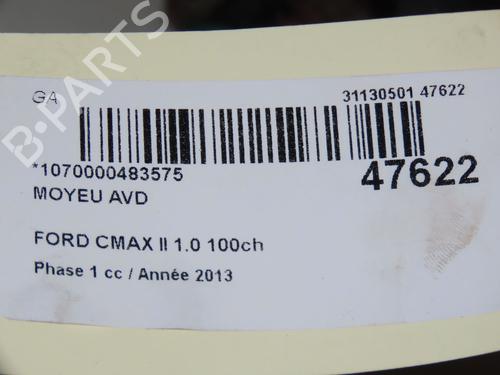 B-PARTS
GA
31130501 47622
*1070000483575
47622
MOYEU AVD
FORD CMAX II 1.0 100ch
Phase 1 cc / Année 2013